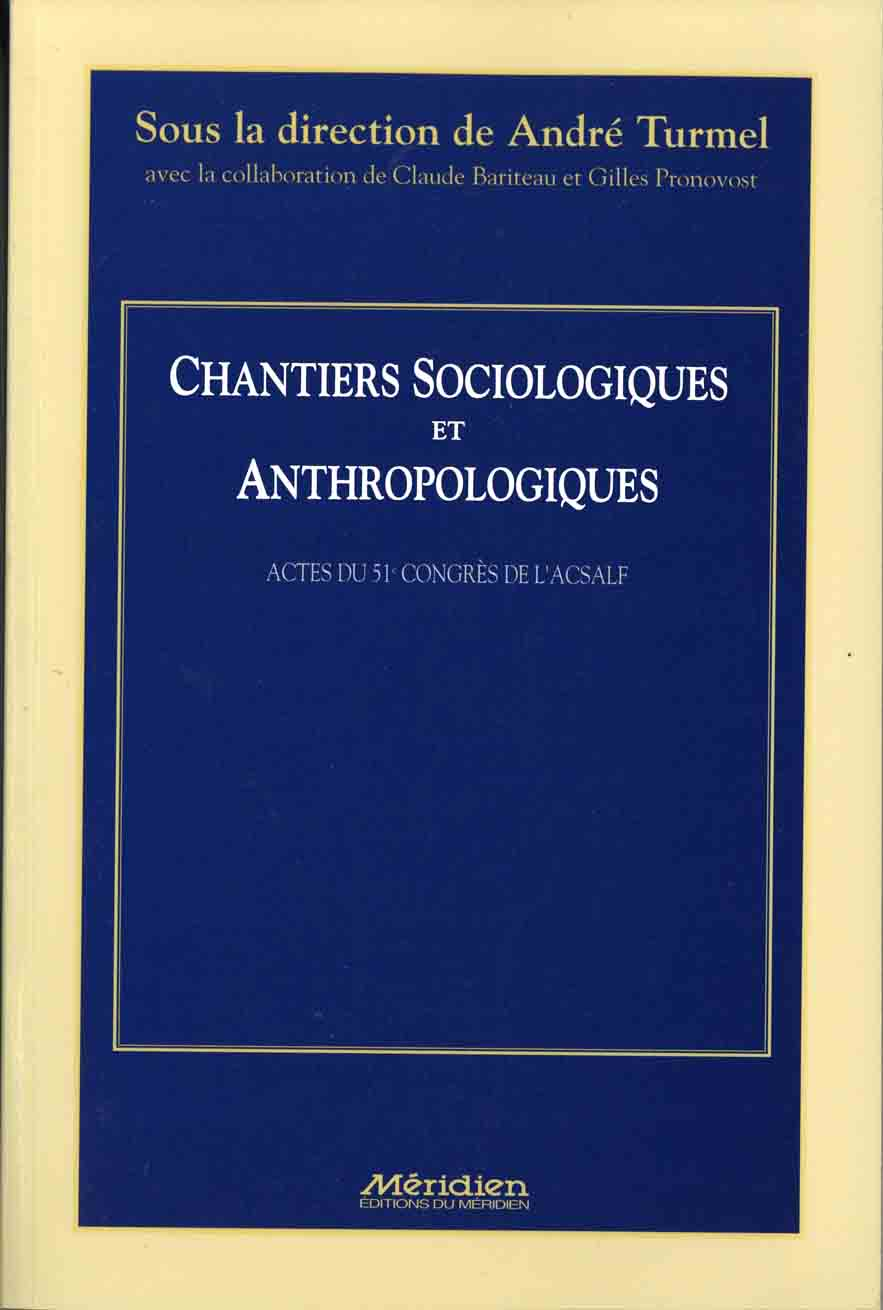 Sous la direction de André Turmel
avec la collaboration de Claude Bariteau et Gilles Pronovost
CHANTIERS SOCIOLOGIQUES
ET
ANTHROPOLOGIQUES
ACTES DU 51e CONGRÈS DE L'ACSALF
Méridien
ÉDITIONS DU MÉRIDIEN